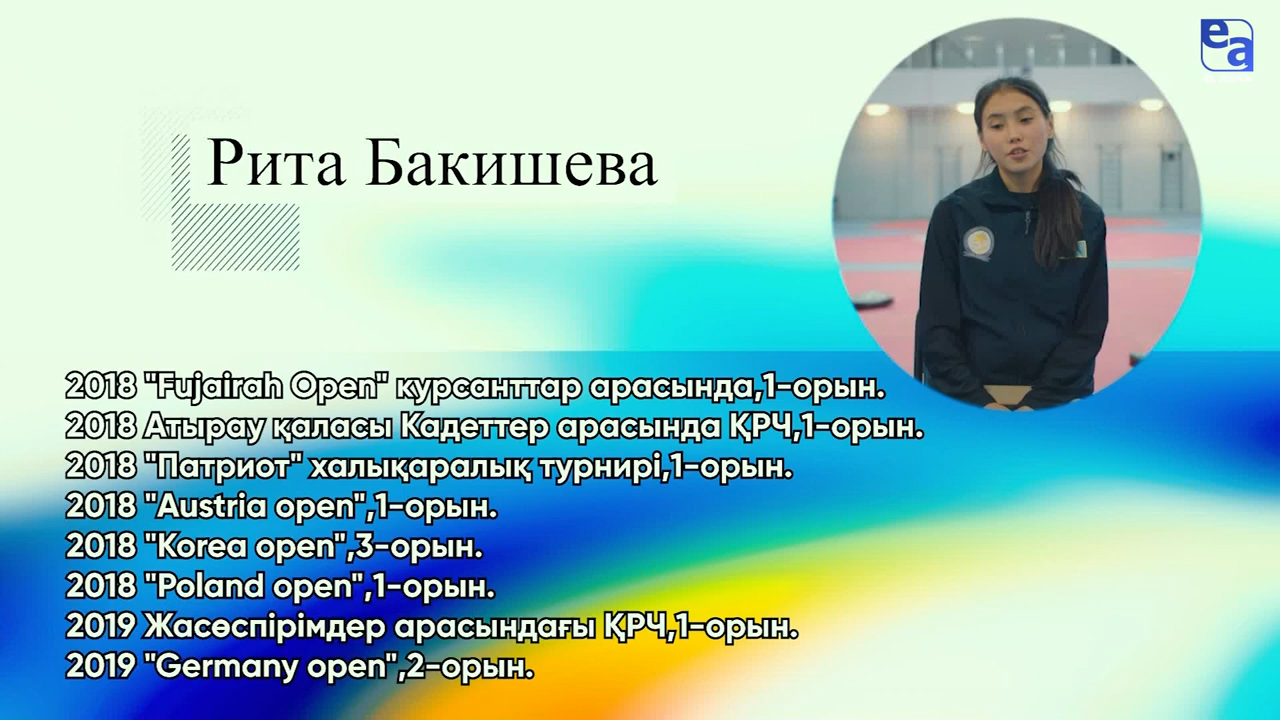 ea
Рита Бакишева
2018 "Fujairah Open" курсанттар арасында,1-орын.
2018 Атырау қаласы Кадеттер арасында ҚРЧ,1-орын.
2018 "Патриот" халықаралық турнирі,1-орын.
2018 "Austria open",1-орын.
2018 "Korea open",3-орын.
2018 "Poland open",1-орын.
2019 Жасөспірімдер арасындағы ҚРЧ,1-орын.
2019 "Germany open",2-орын.